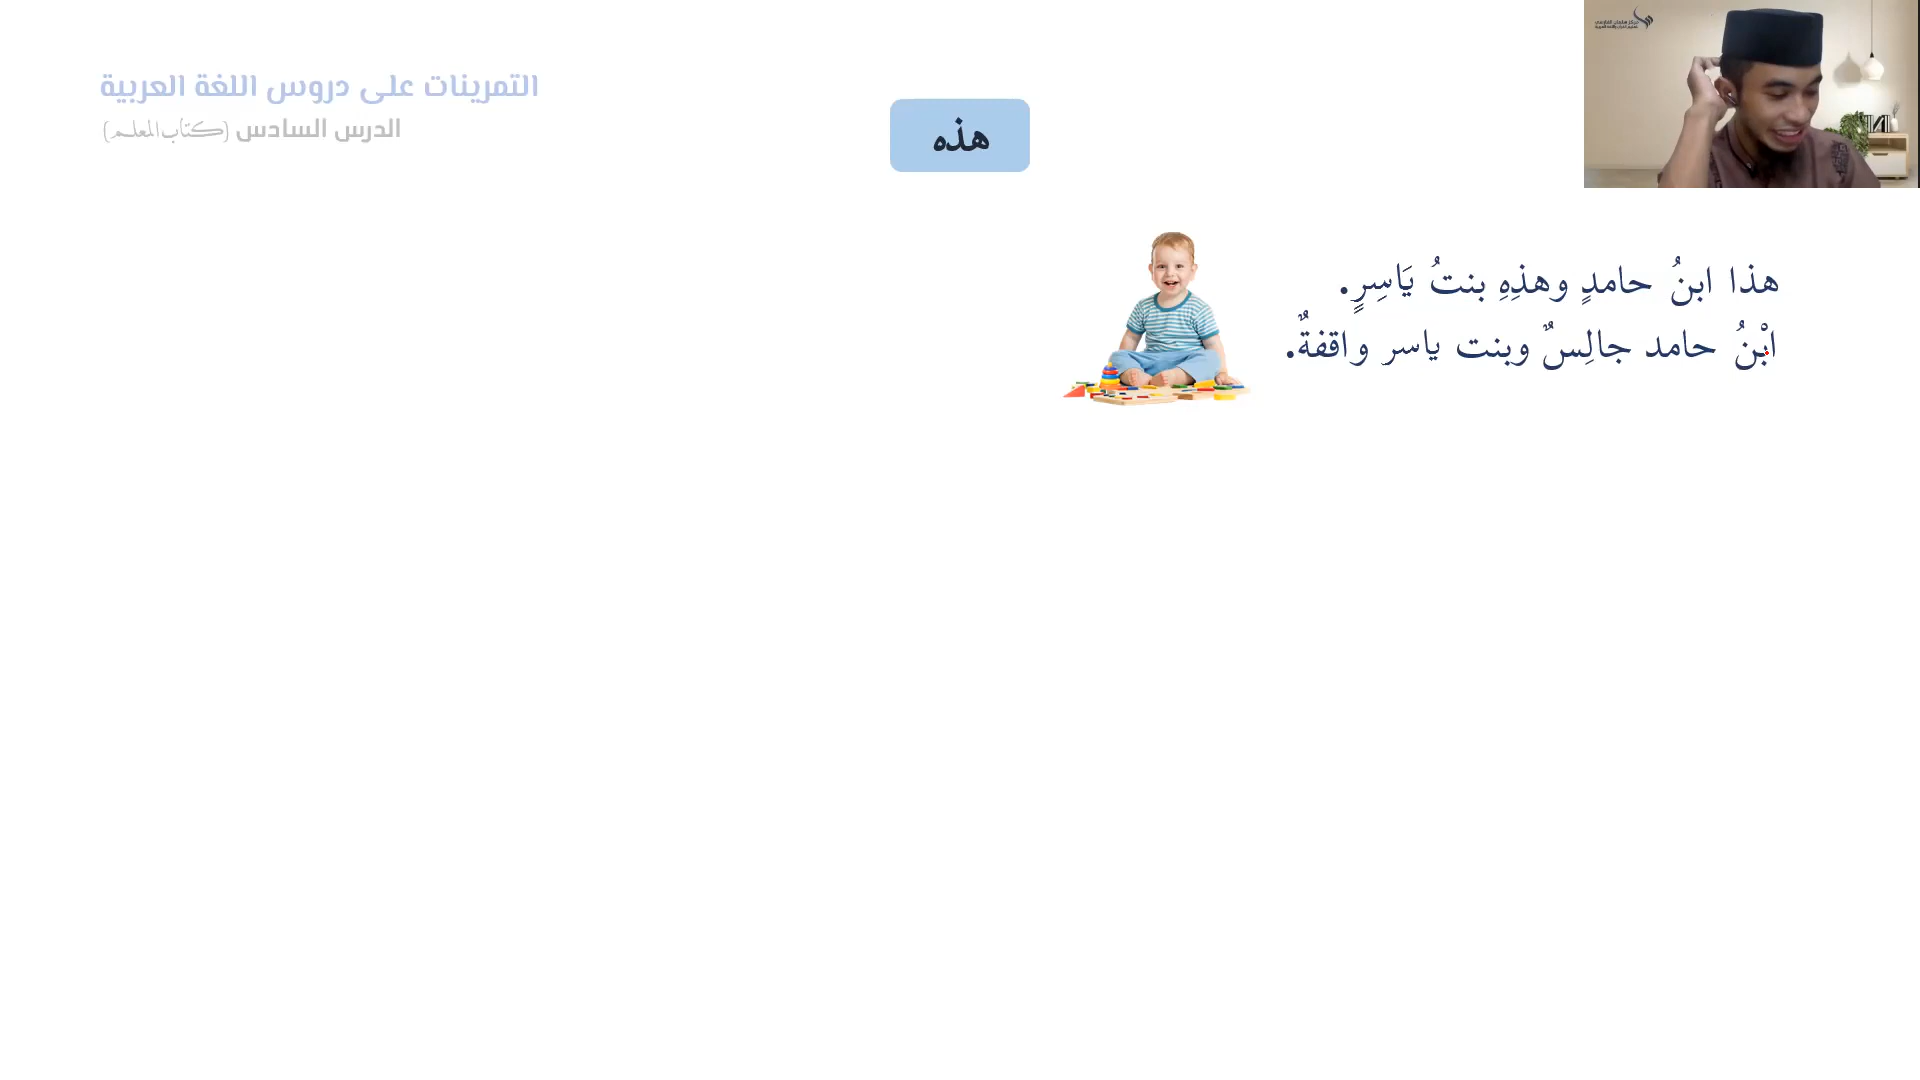 التمرينات على دروس اللغة العربية
الدرس السادس (كتاب المعلم)
هذه
هذا ابنُ حامدٍ وهذِهِ بنتُ يَاسِرٍ.
ابْنُ حامد جالِسٌ وبنت ياسر واقفةٌ.